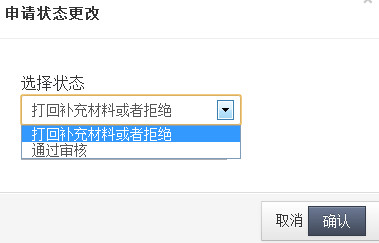 申请状态更改
选择状态
打回补充材料或者拒绝
打回补充材料或者拒绝
通过审核
取消 确认